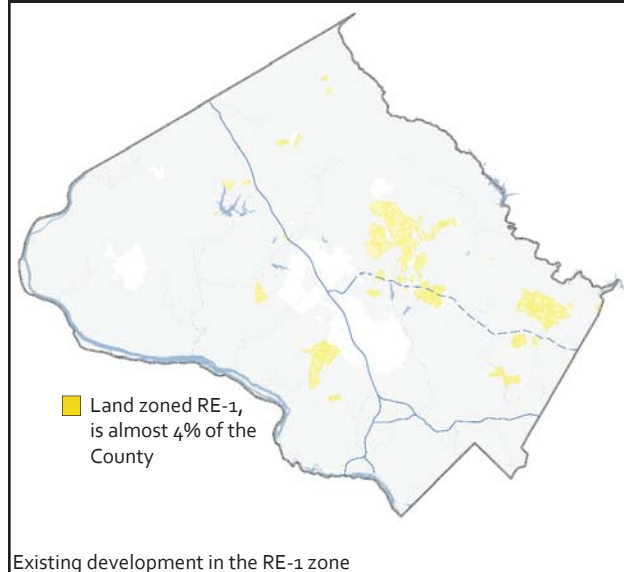 Land zoned RE-1,
is almost 4% of the
County
Existing development in the RE-1 zone